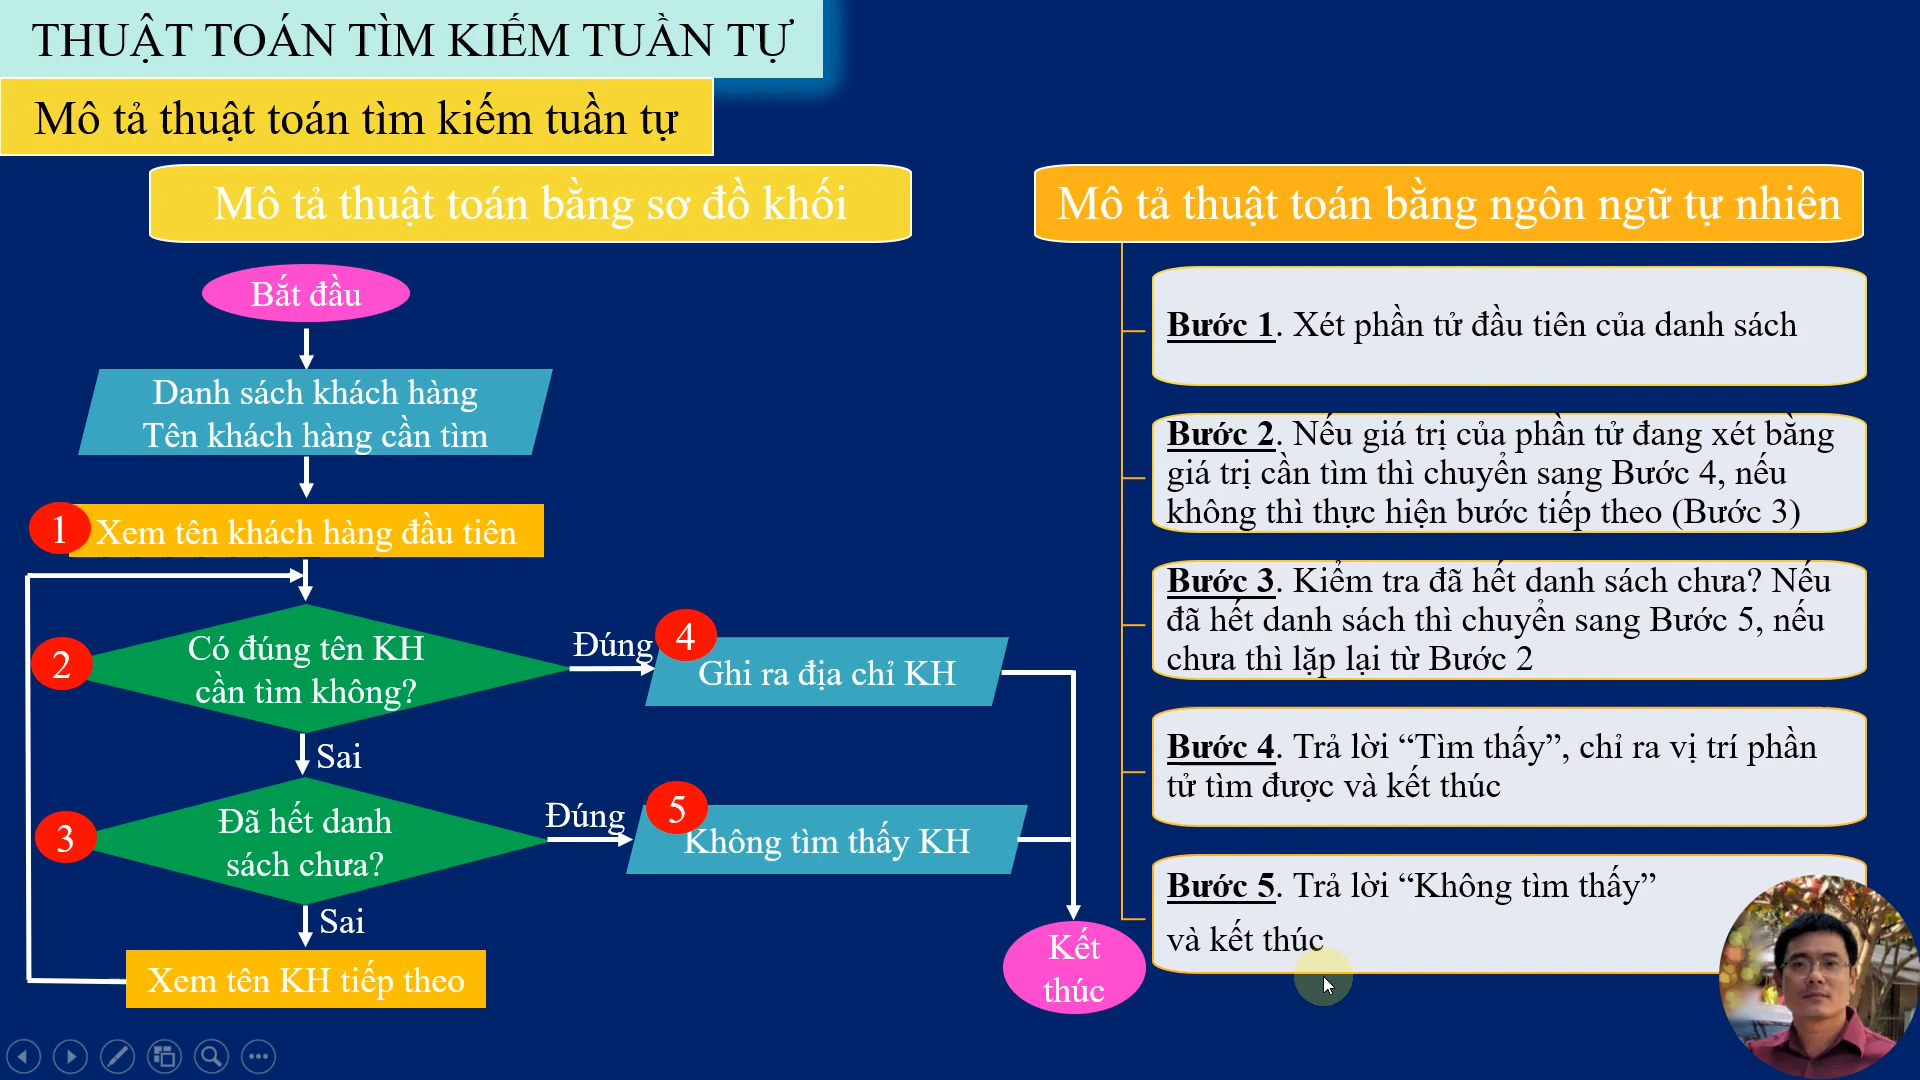 THUẬT TOÁN TÌM KIẾM TUẦN TỰ
Mô tả thuật toán tìm kiếm tuần tự
Mô tả thuật toán bằng sơ đồ khối
Bắt đầu
Danh sách khách hàng
Tên khách hàng cần tìm
1
Xem tên khách hàng đầu tiên
2
Có đúng tên KH
cần tìm không?
Đúng
4
Ghi ra địa chỉ KH
Sai
3
Đã hết danh
sách chưa?
Đúng
5
Không tìm thấy KH
Sai
Xem tên KH tiếp theo
Kết
thúc
Mô tả thuật toán bằng ngôn ngữ tự nhiên
Bước 1. Xét phần tử đầu tiên của danh sách
Bước 2. Nếu giá trị của phần tử đang xét bằng
giá trị cần tìm thì chuyển sang Bước 4, nếu
không thì thực hiện bước tiếp theo (Bước 3)
Bước 3. Kiểm tra đã hết danh sách chưa? Nếu
đã hết danh sách thì chuyển sang Bước 5, nếu
chưa thì lặp lại từ Bước 2
Bước 4. Trả lời “Tìm thấy”, chỉ ra vị trí phần
tử tìm được và kết thúc
Bước 5. Trả lời “Không tìm thấy”
và kết thúc